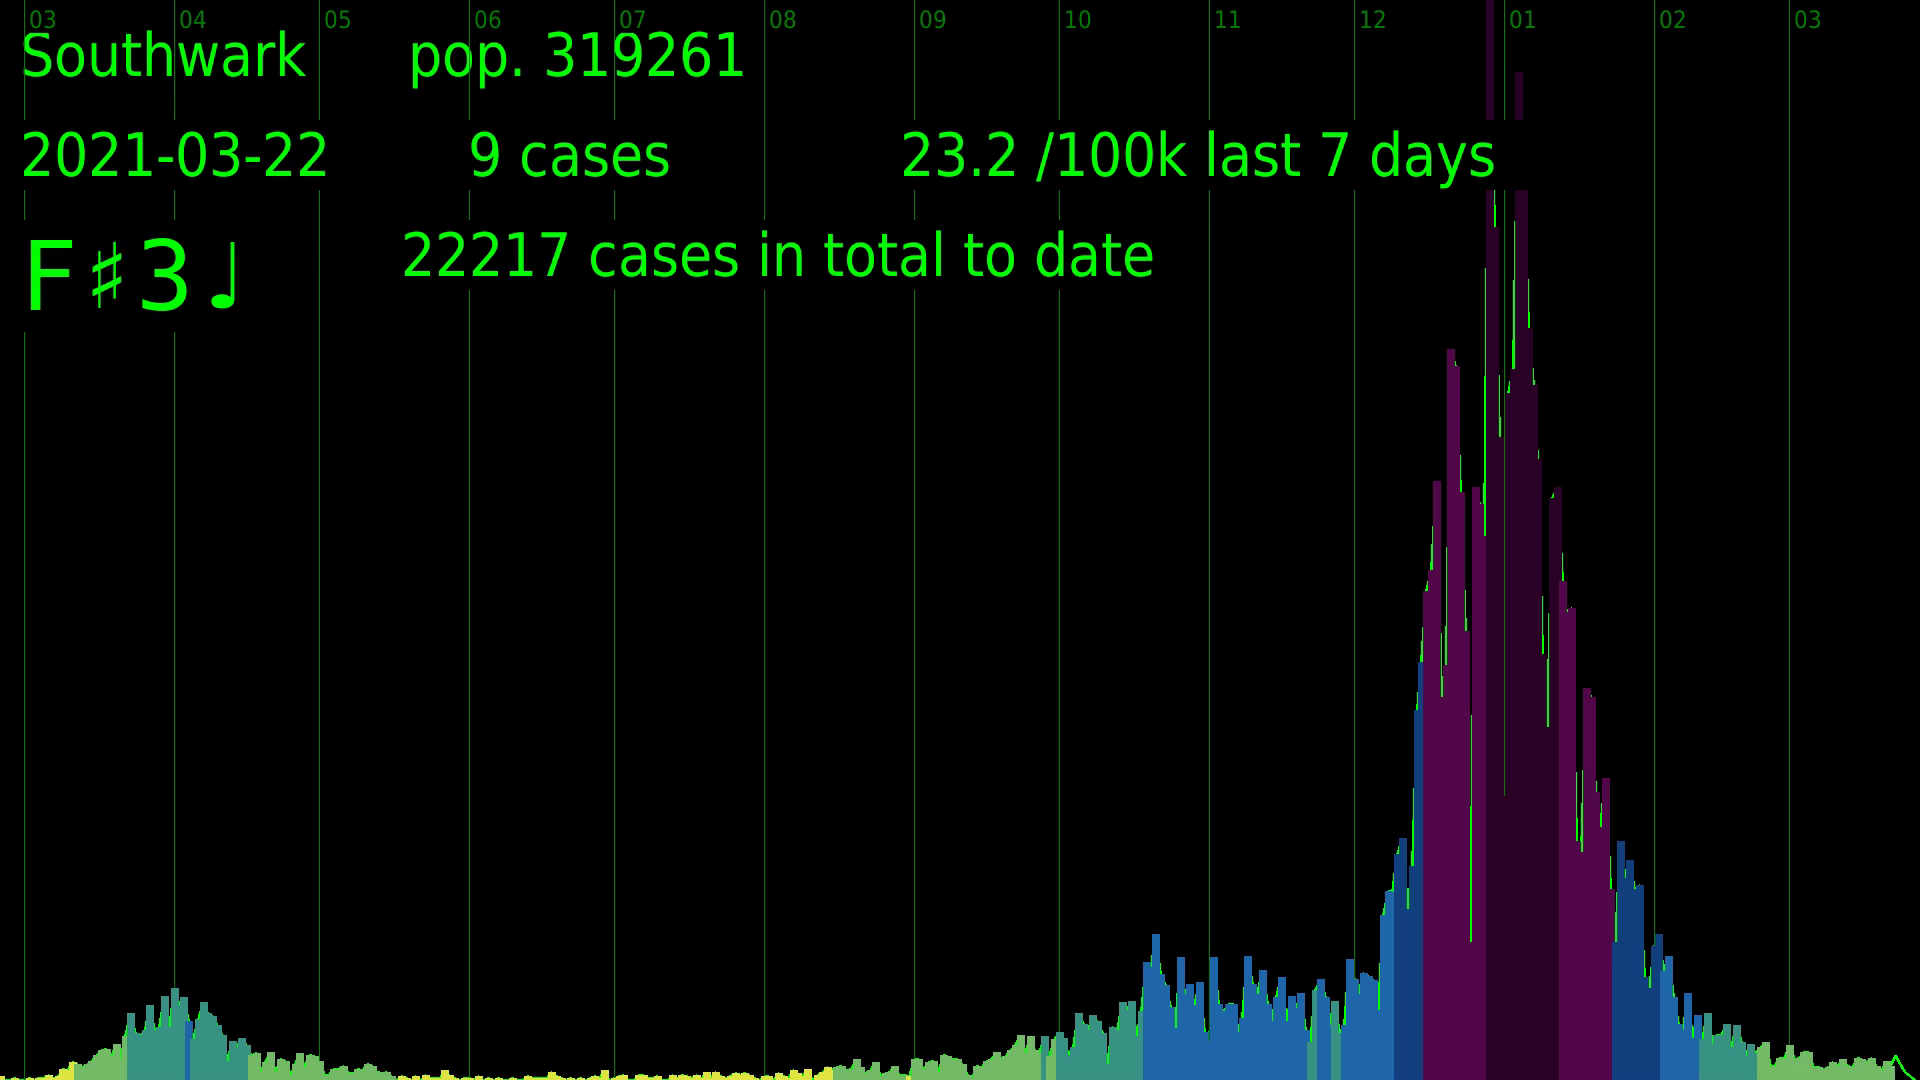 03 04 05 06 07 08 09 10 11 12 01 02 03
Southwark pop. 319261
2021-03-22 9 cases 23.2 /100k last 7 days
F♯3♩ 22217 cases in total to date